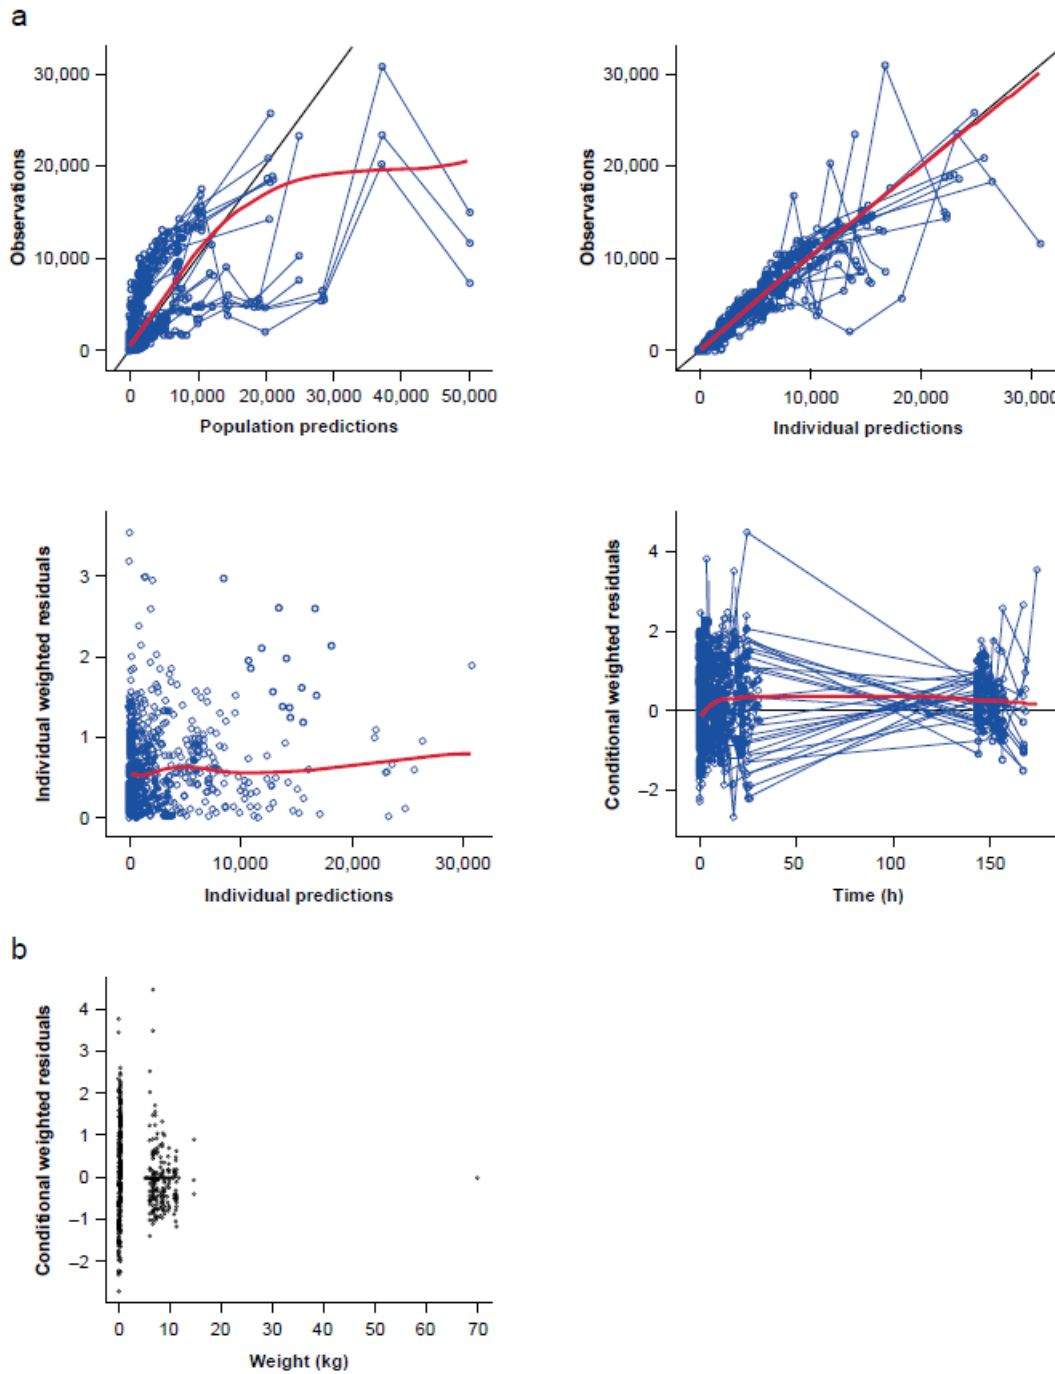 a
30,000
20,000
10,000
0
Observations
0 10,000 20,000 30,000 40,000 50,000
Population predictions
30,000
20,000
10,000
0
Observations
0 10,000 20,000 30,000
Individual predictions
3
2
1
0
Individual weighted residuals
0 10,000 20,000 30,000
Individual predictions
4
2
0
–2
Conditional weighted residuals
0 50 100 150
Time (h)
b
4
3
2
1
0
–1
–2
Conditional weighted residuals
0 10 20 30 40 50 60 70
Weight (kg)